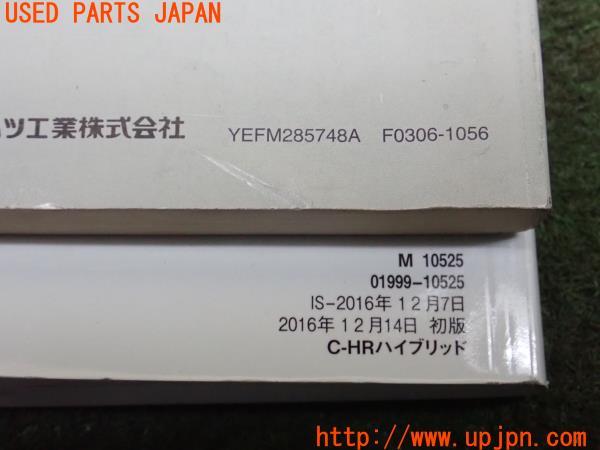 USED PARTS JAPAN
ツ工業株式会社
YEFM285748A F0306-1056
M 10525
01999-10525
IS-2016年12月7日
2016年12月14日 初版
C-HRハイブリッド
http://www.upjpn.com/